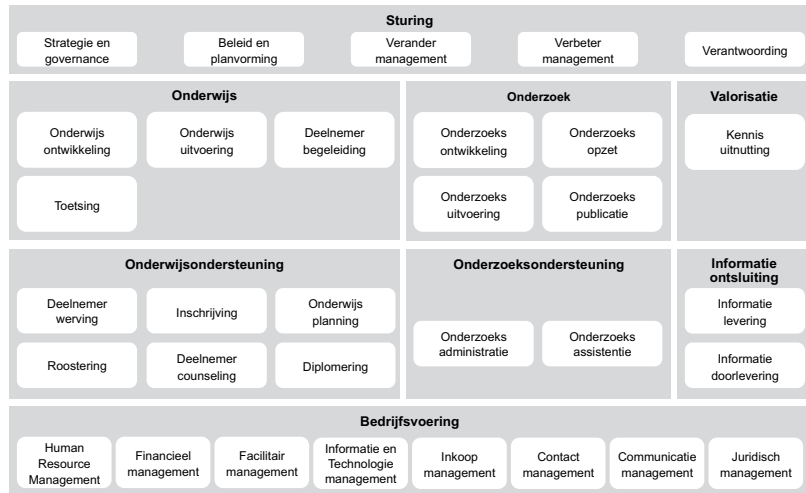 Sturing
Strategie en
governance
Beleid en
planvorming
Verander
management
Verbeter
management
Verantwoording
Onderwijs
Onderwijs
ontwikkeling
Onderwijs
uitvoering
Deelnemer
begeleiding
Toetsing
Onderzoek
Onderzoeks
ontwikkeling
Onderzoeks
opzet
Onderzoeks
uitvoering
Onderzoeks
publicatie
Valorisatie
Kennis
uitnutting
Onderwijsondersteuning
Deelnemer
werving
Inschrijving
Onderwijs
planning
Roostering
Deelnemer
counseling
Diplomering
Onderzoeksondersteuning
Onderzoeks
administratie
Onderzoeks
assistentie
Informatie
ontsluiting
Informatie
levering
Informatie
doorlevering
Bedrijfsvoering
Human
Resource
Management
Financieel
management
Facilitair
management
Informatie en
Technologie
management
Inkoop
management
Contact
management
Communicatie
management
Juridisch
management